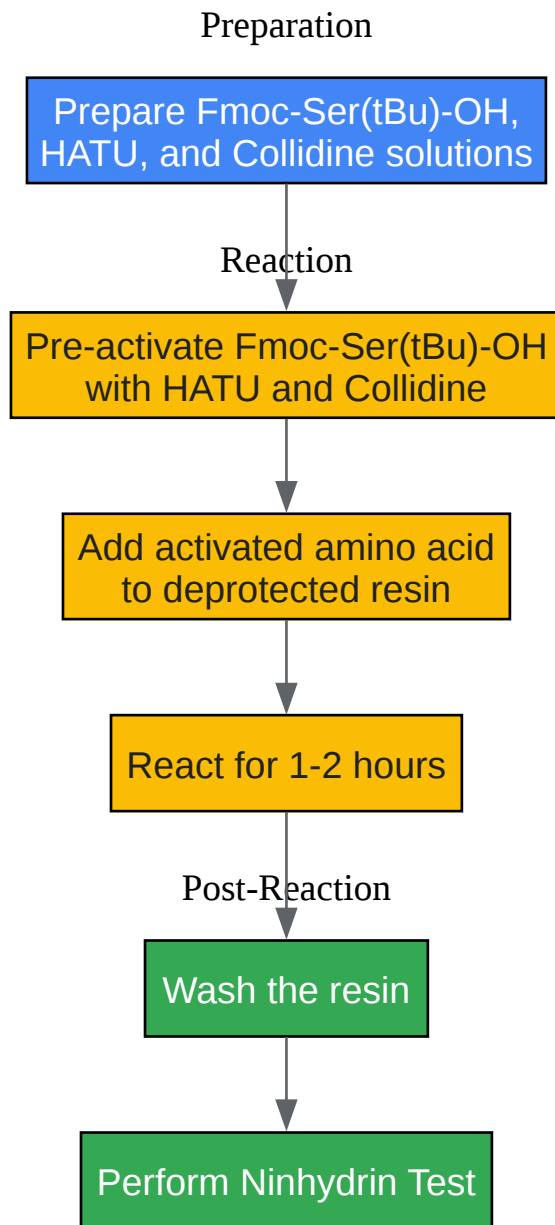 Preparation
Prepare Fmoc-Ser(tBu)-OH,
HATU, and Collidine solutions
Reaction
Pre-activate Fmoc-Ser(tBu)-OH
with HATU and Collidine
Add activated amino acid
to deprotected resin
React for 1-2 hours
Post-Reaction
Wash the resin
Perform Ninhydrin Test